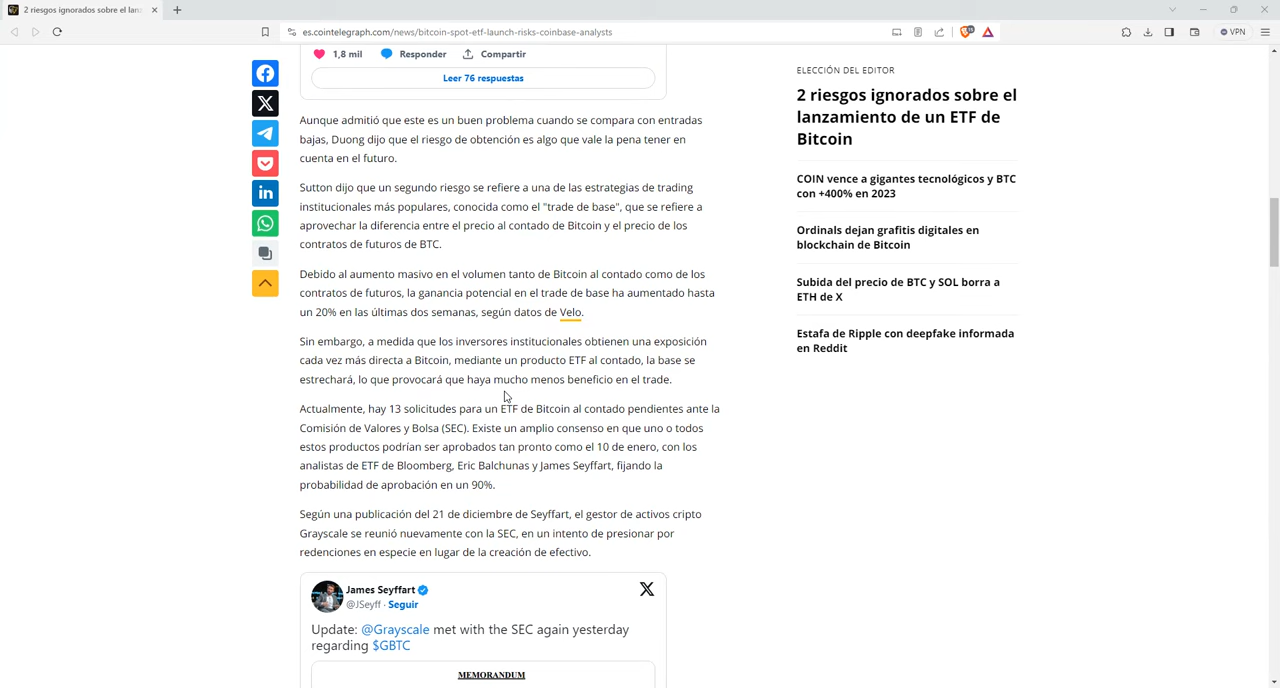 2 riesgos ignorados sobre el lan
es.cointelegraph.com/news/bitcoin-spot-etf-launch-risks-coinbase-analysts
VPN
1,8 mil
Responder
Compartir
Leer 76 respuestas
Aunque admitió que este es un buen problema cuando se compara con entradas
bajas, Duong dijo que el riesgo de obtención es algo que vale la pena tener en
cuenta en el futuro.
Sutton dijo que un segundo riesgo se refiere a una de las estrategias de trading
institucionales más populares, conocida como el "trade de base", que se refiere a
aprovechar la diferencia entre el precio al contado de Bitcoin y el precio de los
contratos de futuros de BTC.
Debido al aumento masivo en el volumen tanto de Bitcoin al contado como de los
contratos de futuros, la ganancia potencial en el trade de base ha aumentado hasta
un 20% en las últimas dos semanas, según datos de Velo.
Sin embargo, a medida que los inversores institucionales obtienen una exposición
cada vez más directa a Bitcoin, mediante un producto ETF al contado, la base se
estrechará, lo que provocará que haya mucho menos beneficio en el trade.
Actualmente, hay 13 solicitudes para un ETF de Bitcoin al contado pendientes ante la
Comisión de Valores y Bolsa (SEC). Existe un amplio consenso en que uno o todos
estos productos podrían ser aprobados tan pronto como el 10 de enero, con los
analistas de ETF de Bloomberg, Eric Balchunas y James Seyffart, fijando la
probabilidad de aprobación en un 90%.
Según una publicación del 21 de diciembre de Seyffart, el gestor de activos cripto
Grayscale se reunió nuevamente con la SEC, en un intento de presionar por
redenciones en especie en lugar de la creación de efectivo.
James Seyffart
@JSeyff · Seguir
Update: @Grayscale met with the SEC again yesterday
regarding $GBTC
MEMORANDUM
ELECCIÓN DEL EDITOR
2 riesgos ignorados sobre el
lanzamiento de un ETF de
Bitcoin
COIN vence a gigantes tecnológicos y BTC
con +400% en 2023
Ordinals dejan grafitis digitales en
blockchain de Bitcoin
Subida del precio de BTC y SOL borra a
ETH de X
Estafa de Ripple con deepfake informada
en Reddit